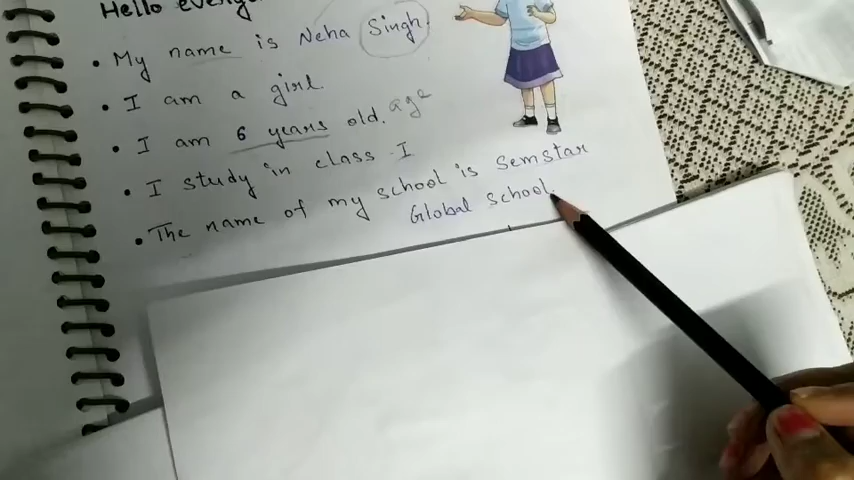 Hello
• My name is Neha Singh
• I am a girl
• I am 6 years old. age
• I study in class I
• The name of my school is Semstar
Global school.